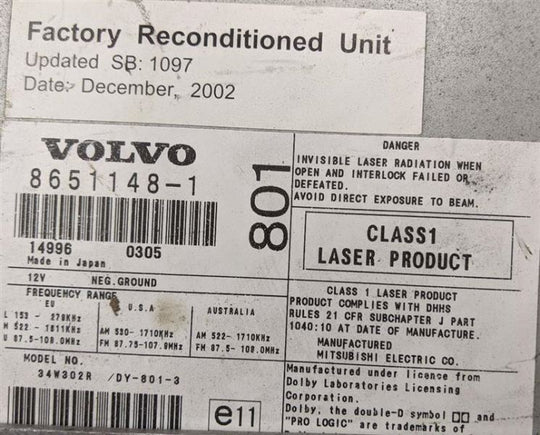 Factory Reconditioned Unit
Updated SB: 1097
Date: December, 2002
VOLVO
8651148-1
14996 0305
Made in Japan
801
DANGER
INVISIBLE LASER RADIATION WHEN
OPEN AND INTERLOCK FAILED OR
DEFEATED.
AVOID DIRECT EXPOSURE TO BEAM.
CLASS1
LASER PRODUCT
12V NEG.GROUND
FREQUENCY RANGE
EU
L 153 - 279KHz
M 522 - 1611KHz
U 87.5-108.0MHz
U.S.A
AM 530- 1710KHz
FM 87.75-107.9MHz
AUSTRALIA
AM 522- 1710KHz
FM 87.5- 108.0MHz
CLASS 1 LASER PRODUCT
PRODUCT COMPLIES WITH DHHS
RULES 21 CFR SUBCHAPTER J PART
1040:10 AT DATE OF MANUFACTURE.
MANUFACTURED
MITSUBISHI ELECTRIC CO.
MODEL NO.
34W302R /DY-801-3
e11
Manufactured under licence from
Dolby Laboratories Licensing
Corporation.
Dolby, the double-D symbol and
"PRO LOGIC" are trademarks of